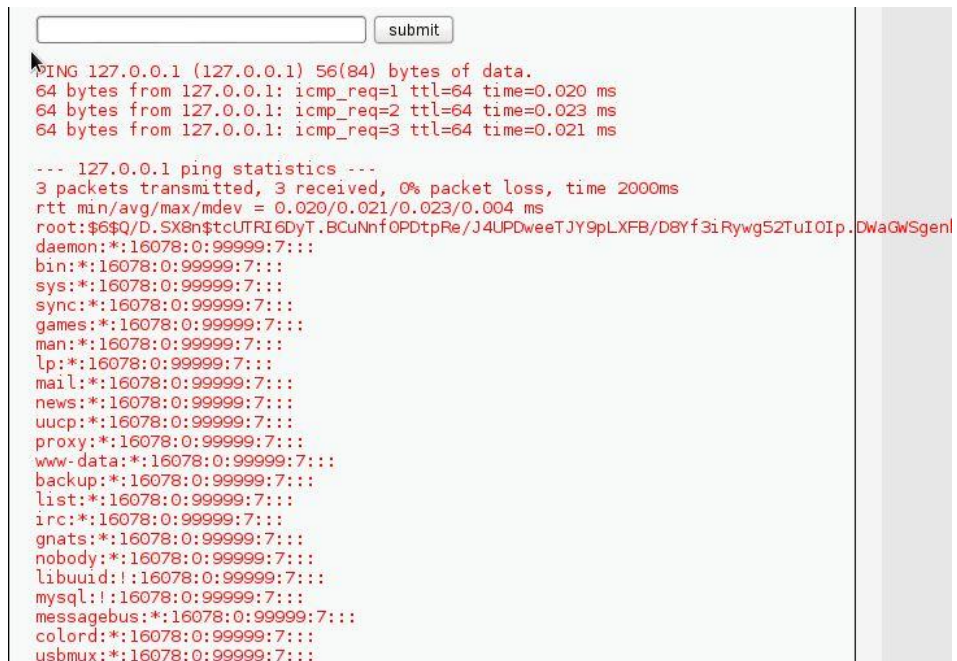 submit
PING 127.0.0.1 (127.0.0.1) 56(84) bytes of data.
64 bytes from 127.0.0.1: icmp_req=1 ttl=64 time=0.020 ms
64 bytes from 127.0.0.1: icmp_req=2 ttl=64 time=0.023 ms
64 bytes from 127.0.0.1: icmp_req=3 ttl=64 time=0.021 ms
--- 127.0.0.1 ping statistics ---
3 packets transmitted, 3 received, 0% packet loss, time 2000ms
rtt min/avg/max/mdev = 0.020/0.021/0.023/0.004 ms
daemon:*:16078:0:99999:7:::
bin:*:16078:0:99999:7:::
sys:*:16078:0:99999:7:::
sync:*:16078:0:99999:7:::
games:*:16078:0:99999:7:::
man:*:16078:0:99999:7:::
lp:*:16078:0:99999:7:::
mail:*:16078:0:99999:7:::
news:*:16078:0:99999:7:::
uucp:*:16078:0:99999:7:::
proxy:*:16078:0:99999:7:::
www-data:*:16078:0:99999:7:::
backup:*:16078:0:99999:7:::
list:*:16078:0:99999:7:::
irc:*:16078:0:99999:7:::
gnats:*:16078:0:99999:7:::
nobody:*:16078:0:99999:7:::
libuuid:!:16078:0:99999:7:::
mysql:!:16078:0:99999:7:::
messagebus:*:16078:0:99999:7:::
colord:*:16078:0:99999:7:::
usbmux:*:16078:0:99999:7:::